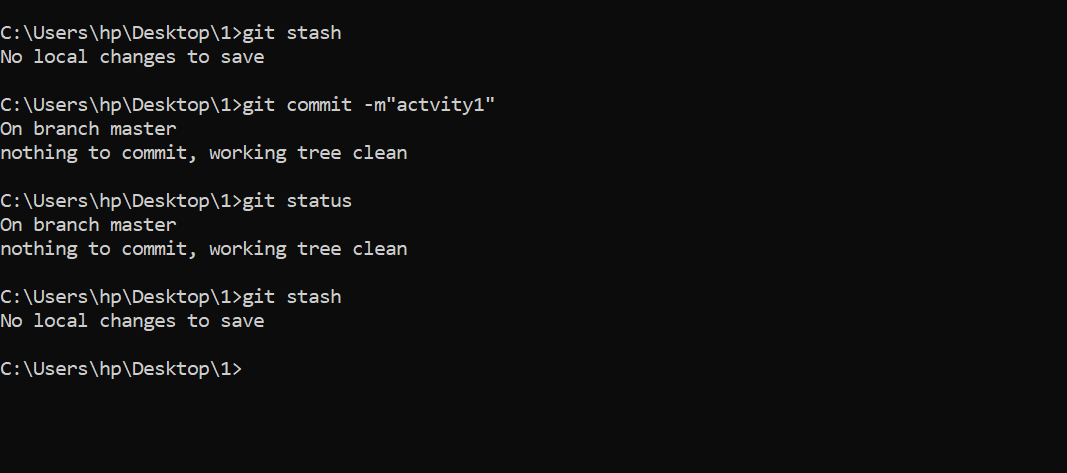 C:\Users\hp\Desktop\1>git stash
No local changes to save
C:\Users\hp\Desktop\1>git commit -m"actvity1"
On branch master
nothing to commit, working tree clean
C:\Users\hp\Desktop\1>git status
On branch master
nothing to commit, working tree clean
C:\Users\hp\Desktop\1>git stash
No local changes to save
C:\Users\hp\Desktop\1>